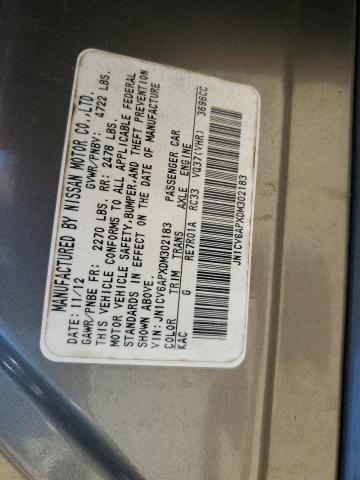 MANUFACTURED BY NISSAN MOTOR CO.,LTD.
DATE: 11/12 GVWR/PNBV: 4722 LBS.
GAWR/PNBE FR: 2270 LBS. RR: 2478 LBS.
THIS VEHICLE CONFORMS TO ALL APPLICABLE FEDERAL
MOTOR VEHICLE SAFETY,BUMPER,AND THEFT PREVENTION
STANDARDS IN EFFECT ON THE DATE OF MANUFACTURE
SHOWN ABOVE.
VIN: JN1CV6APXDM302183 PASSENGER CAR
COLOR TRIM TRANS AXLE ENGINE
KAC G RE7R01A RC33 VQ37(VHR) 3696CC
JN1CV6APXDM302183